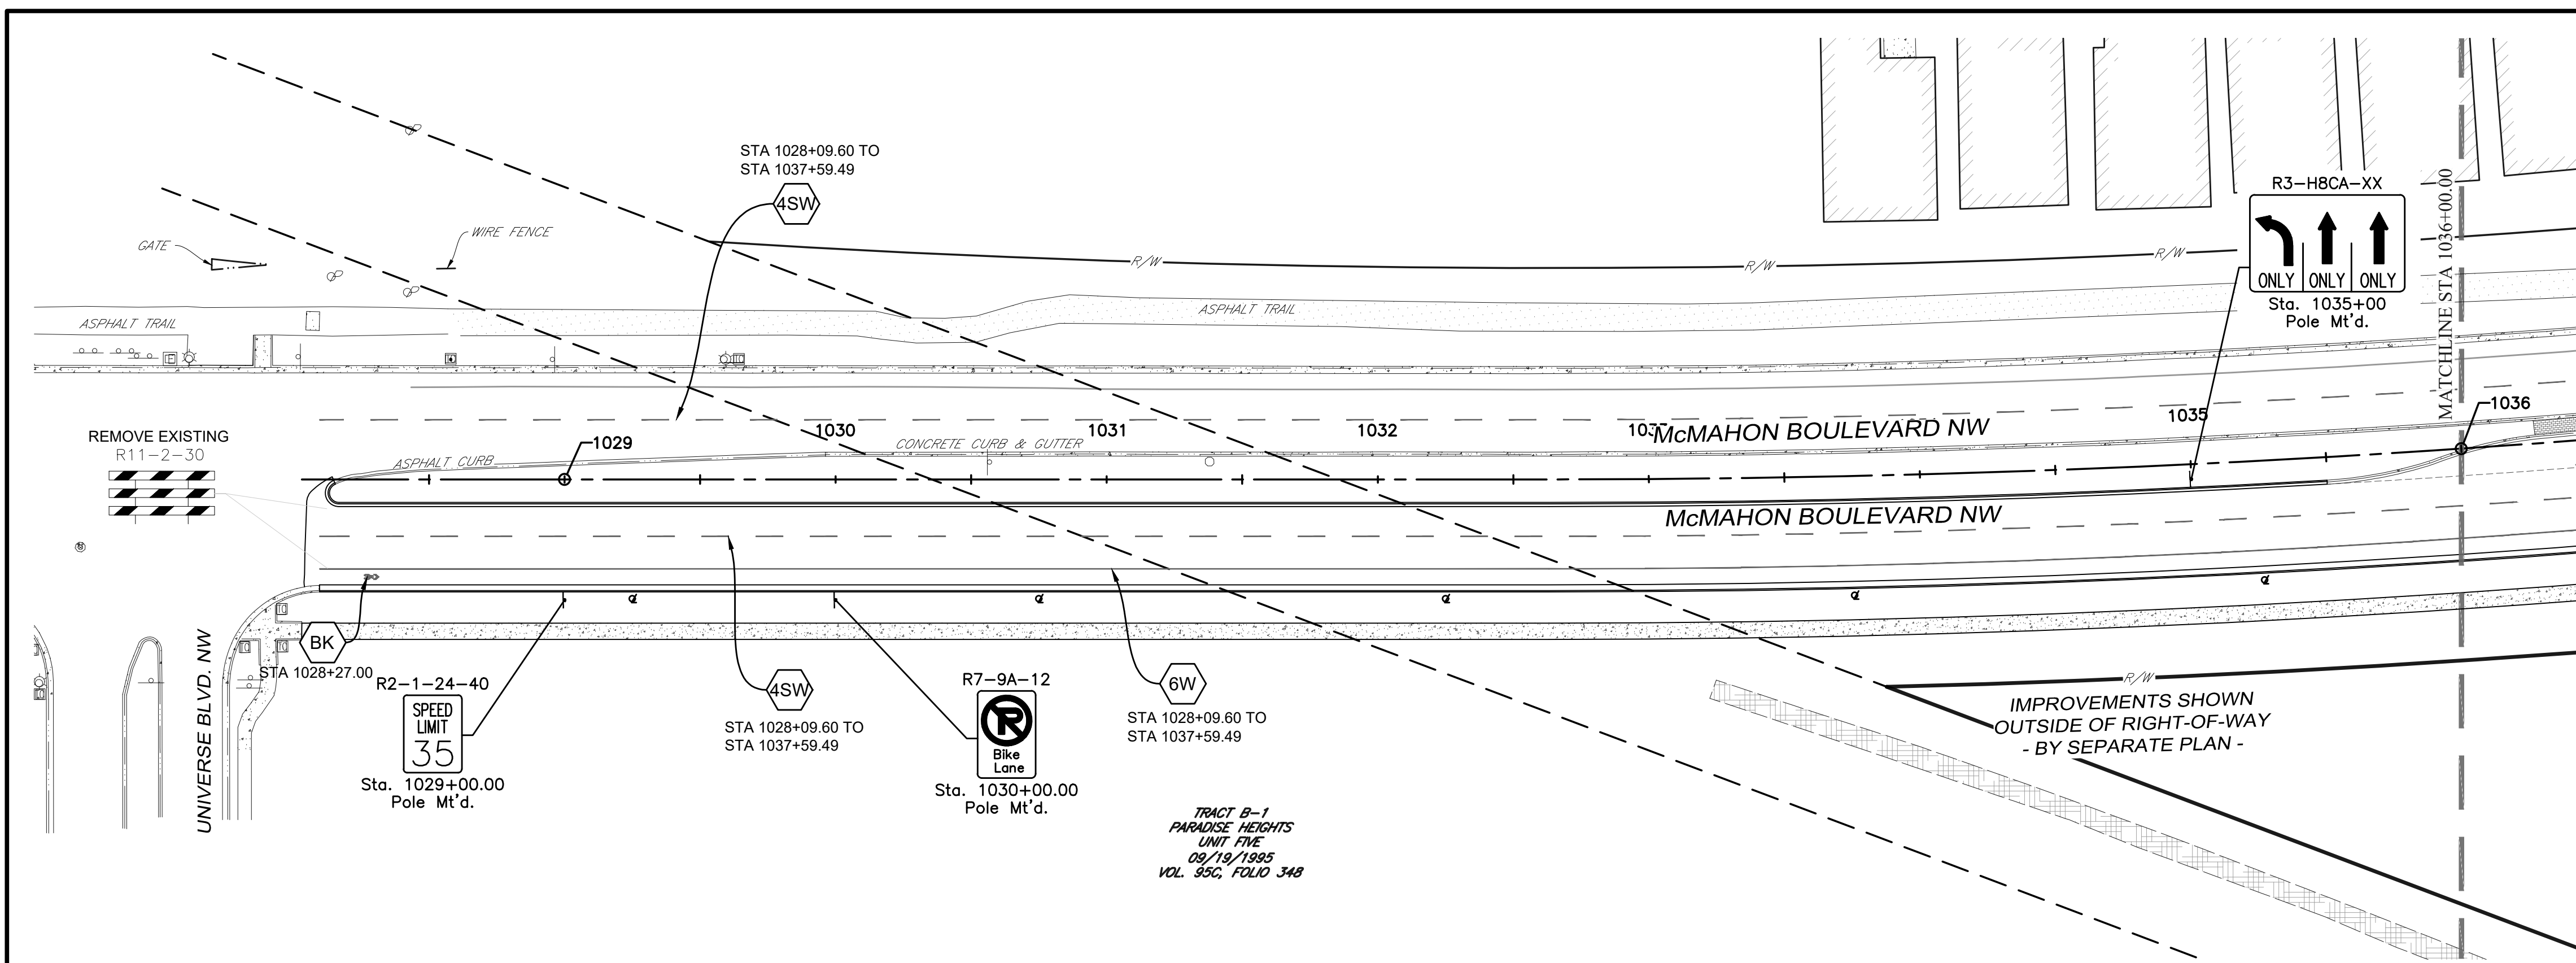 STA 1028+09.60 TO
STA 1037+59.49
4SW
GATE
WIRE FENCE
R/W
R/W
R/W
R3-H8CA-XX
ONLY ONLY ONLY
Sta. 1035+00
Pole Mt'd.
MATCHLINE STA 1036+00.00
ASPHALT TRAIL
ASPHALT TRAIL
REMOVE EXISTING
R11-2-30
1029
1030
1031
1032
1035
1036
ASPHALT CURB
CONCRETE CURB & GUTTER
McMAHON BOULEVARD NW
McMAHON BOULEVARD NW
UNIVERSE BLVD. NW
BK
STA 1028+27.00
R2-1-24-40
SPEED
LIMIT
35
Sta. 1029+00.00
Pole Mt'd.
4SW
STA 1028+09.60 TO
STA 1037+59.49
R7-9A-12
P
Bike
Lane
Sta. 1030+00.00
Pole Mt'd.
6W
STA 1028+09.60 TO
STA 1037+59.49
R/W
IMPROVEMENTS SHOWN
OUTSIDE OF RIGHT-OF-WAY
- BY SEPARATE PLAN -
TRACT B-1
PARADISE HEIGHTS
UNIT FIVE
09/19/1995
VOL. 95C, FOLIO 348